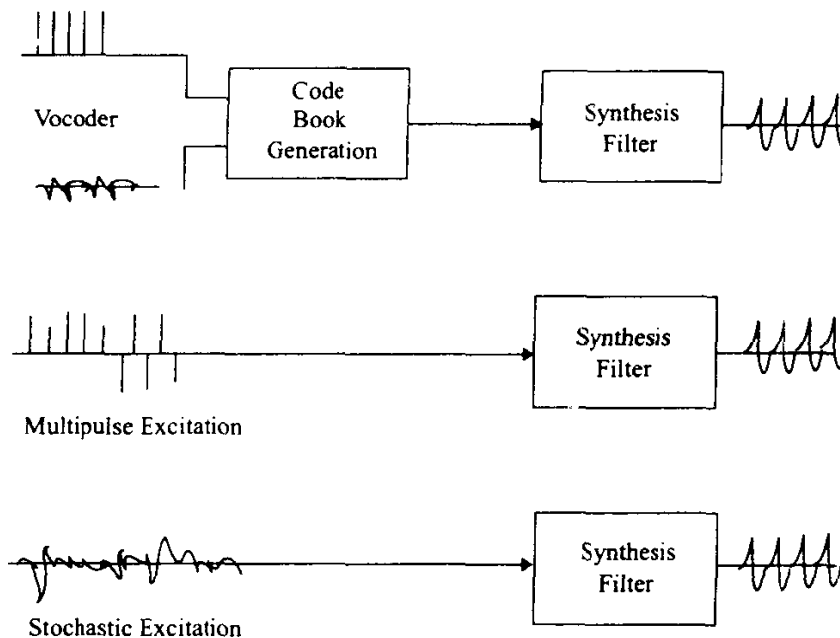 Vocoder
Code
Book
Generation
Synthesis
Filter
Synthesis
Filter
Multipulse Excitation
Synthesis
Filter
Stochastic Excitation